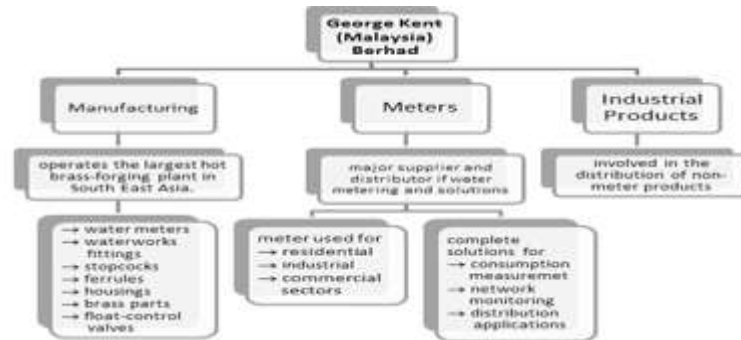 George Kent
(Malaysia)
Berhad
Manufacturing
Meters
Industrial
Products
operates the largest hot
brass-forging plant in
South East Asia.
major supplier and
distributor if water
metering and solutions
involved in the
distribution of non-
meter products
→ water meters
→ waterworks
fittings
→ stopcocks
→ ferrules
→ housings
→ brass parts
→ float-control
valves
meter used for
→ residential
→ industrial
→ commercial
sectors
complete
solutions for
→ consumption
measuremet
→ network
monitoring
→ distribution
applications